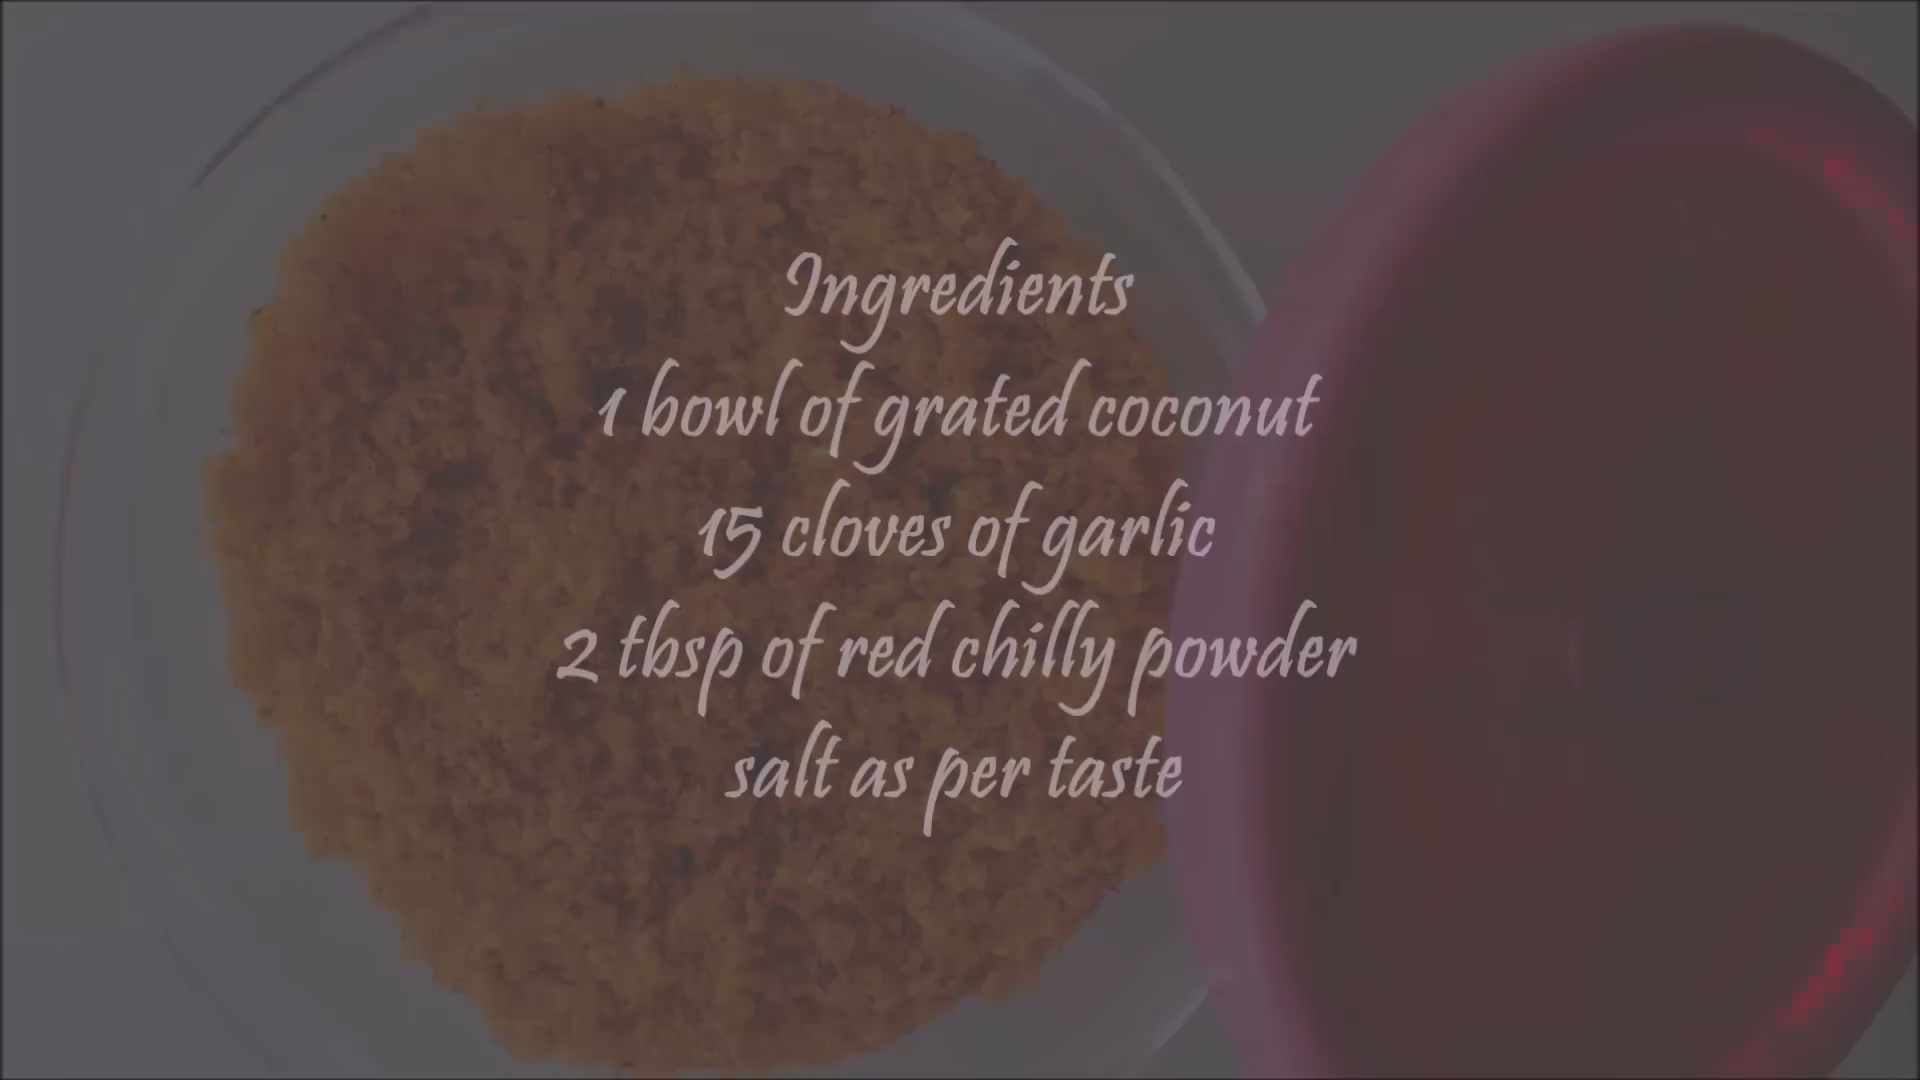 Ingredients
1 bowl of grated coconut
15 cloves of garlic
2 tbsp of red chilly powder
salt as per taste